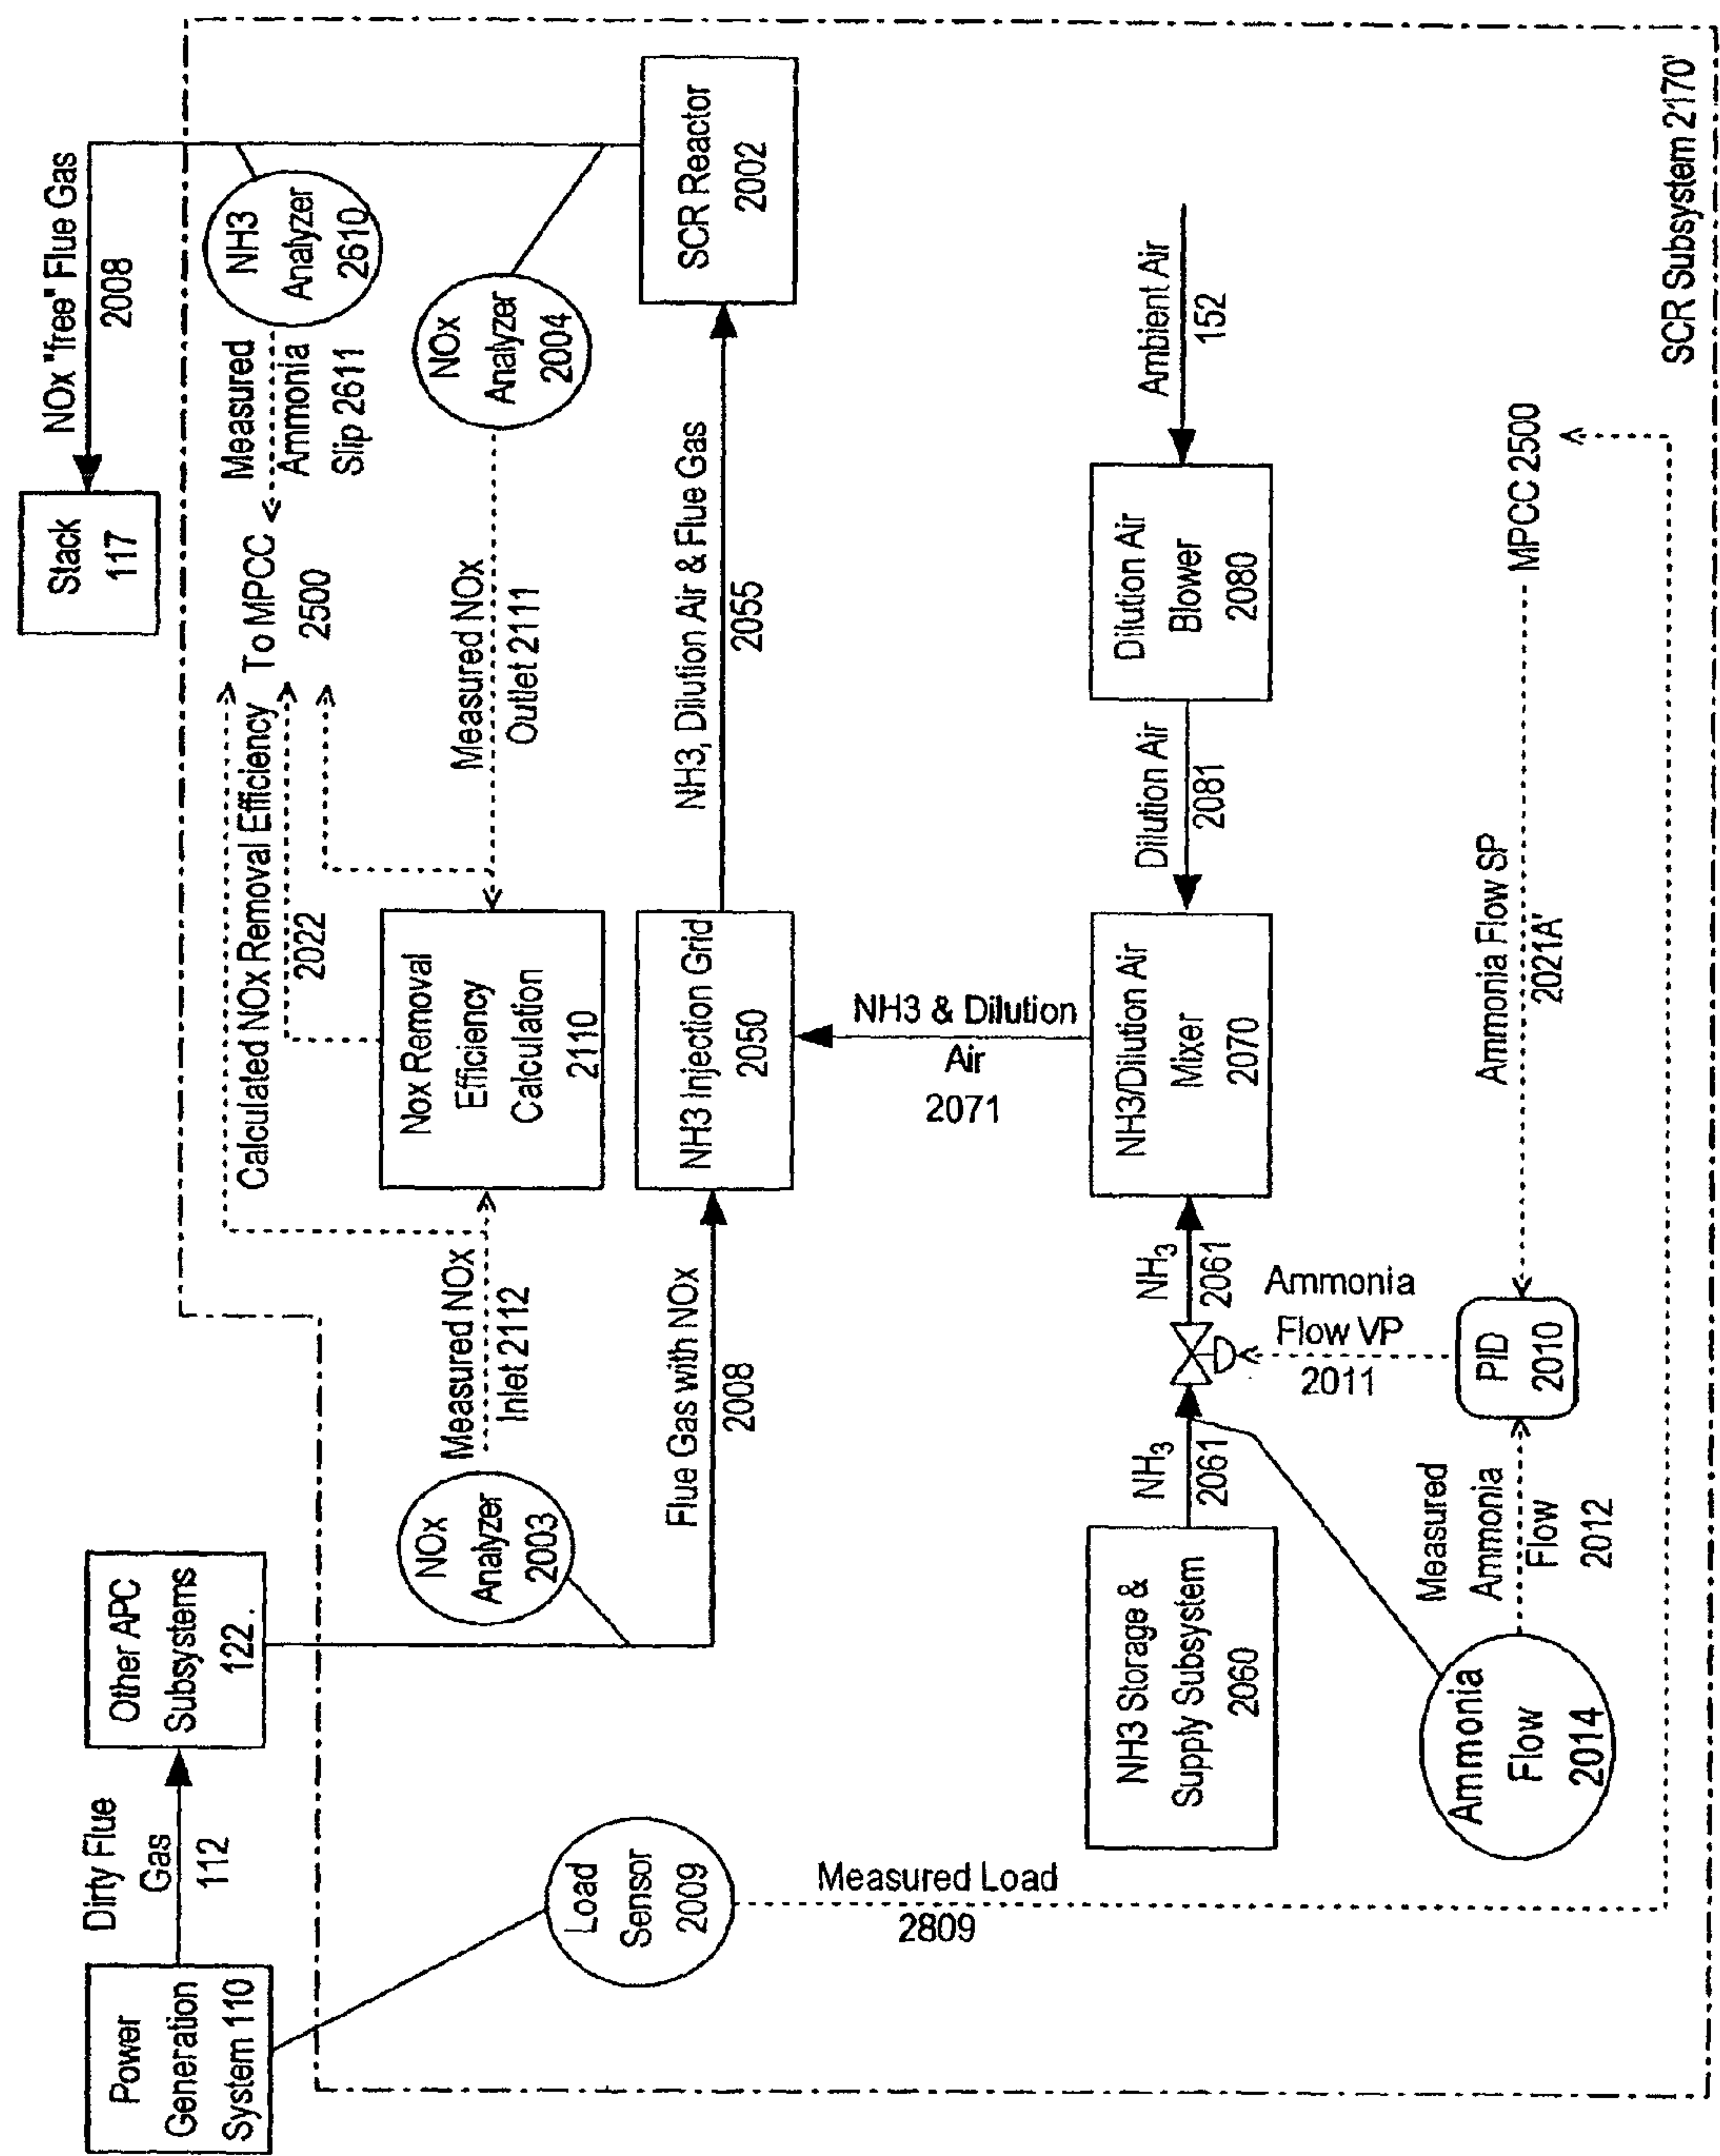 Power
Generation
System 110
Dirty Flue
Gas
112
Other APC
Subsystems
122.
Stack
117
NOx "free" Flue Gas
2008
Calculated NOx Removal Efficiency
2022
To MPCC
2500
Measured
Ammonia
Slip 2611
NH3
Analyzer
2610
NOx
Analyzer
2003
Measured NOx
Inlet 2112
Nox Removal
Efficiency
Calculation
2110
Measured NOx
Outlet 2111
NOx
Analyzer
2004
Load
Sensor
2009
Flue Gas with NOx
2008
NH3 Injection Grid
2050
NH3, Dilution Air & Flue Gas
2055
SCR Reactor
2002
Measured Load
2809
NH3 & Dilution
Air
2071
NH3 Storage &
Supply Subsystem
2060
NH₃
2061
NH₃
2061
NH3/Dilution Air
Mixer
2070
Dilution Air
2081
Dilution Air
Blower
2080
Ambient Air
152
Ammonia
Flow VP
2011
Ammonia
Flow
2014
Measured
Ammonia
Flow
2012
PID
2010
Ammonia Flow SP
2021A'
MPCC 2500
SCR Subsystem 2170'